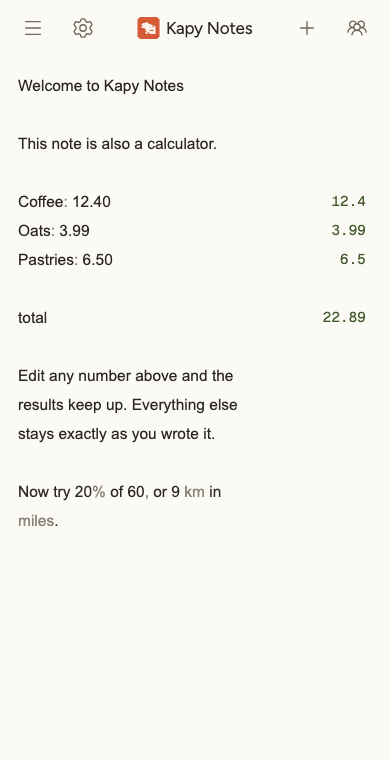 Kapy Notes
Welcome to Kapy Notes
This note is also a calculator.
Coffee: 12.40 12.4
Oats: 3.99 3.99
Pastries: 6.50 6.5
total 22.89
Edit any number above and the
results keep up. Everything else
stays exactly as you wrote it.
Now try 20% of 60, or 9 km in
miles.